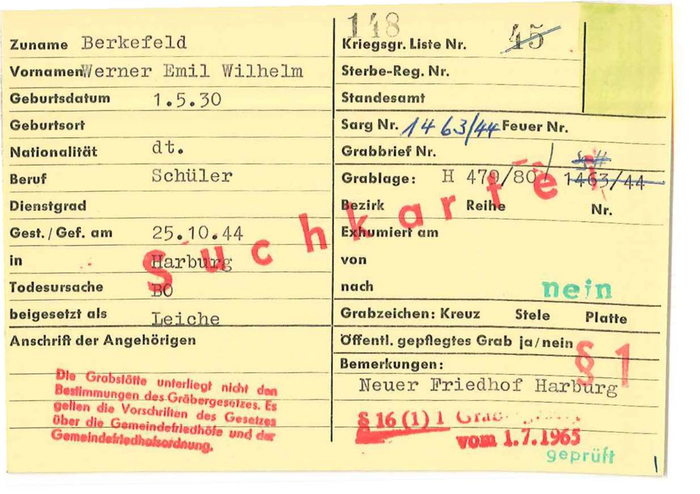 Zuname Berkefeld
Vornamen Werner Emil Wilhelm
Geburtsdatum 1.5.30
Geburtsort
Nationalität dt.
Beruf Schüler
Dienstgrad
Gest./Gef. am 25.10.44
in Harburg
Todesursache BO
beigesetzt als Leiche
Anschrift der Angehörigen
Die Grabstätte unterliegt nicht den
Bestimmungen des Gräbergesetzes. Es
gelten die Vorschriften des Gesetzes
über die Gemeindefriedhöfe und der
Gemeindefriedhofsordnung.
Suchkarte
148
Kriegsgr. Liste Nr. 45
Sterbe-Reg. Nr.
Standesamt
Sarg Nr. 1463/44 Feuer Nr.
Grabbrief Nr.
Grablage: H 479/80/ 1463/44
Bezirk Reihe Nr.
Exhumiert am
von
nach
nein
Grabzeichen: Kreuz Stele Platte
Öffentl. gepflegtes Grab ja/nein
§ 1
Bemerkungen:
Neuer Friedhof Harburg
§ 16 (1) 1
vom 1.7.1965
geprüft